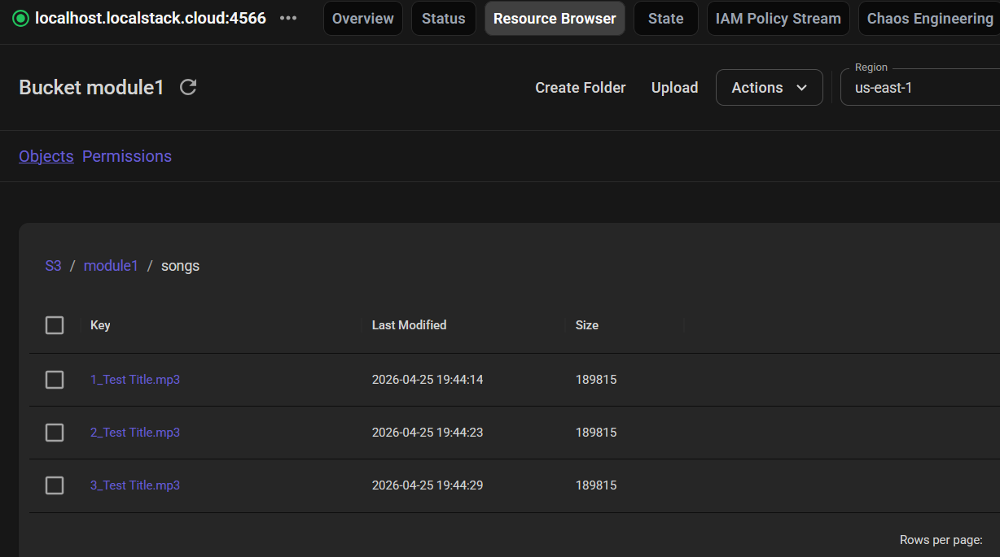 localhost.localstack.cloud:4566 ••• Overview Status Resource Browser State IAM Policy Stream Chaos Engineering
Bucket module1 Create Folder Upload Actions Region us-east-1
Objects Permissions
S3 / module1 / songs
Key Last Modified Size
1_Test Title.mp3 2026-04-25 19:44:14 189815
2_Test Title.mp3 2026-04-25 19:44:23 189815
3_Test Title.mp3 2026-04-25 19:44:29 189815
Rows per page: